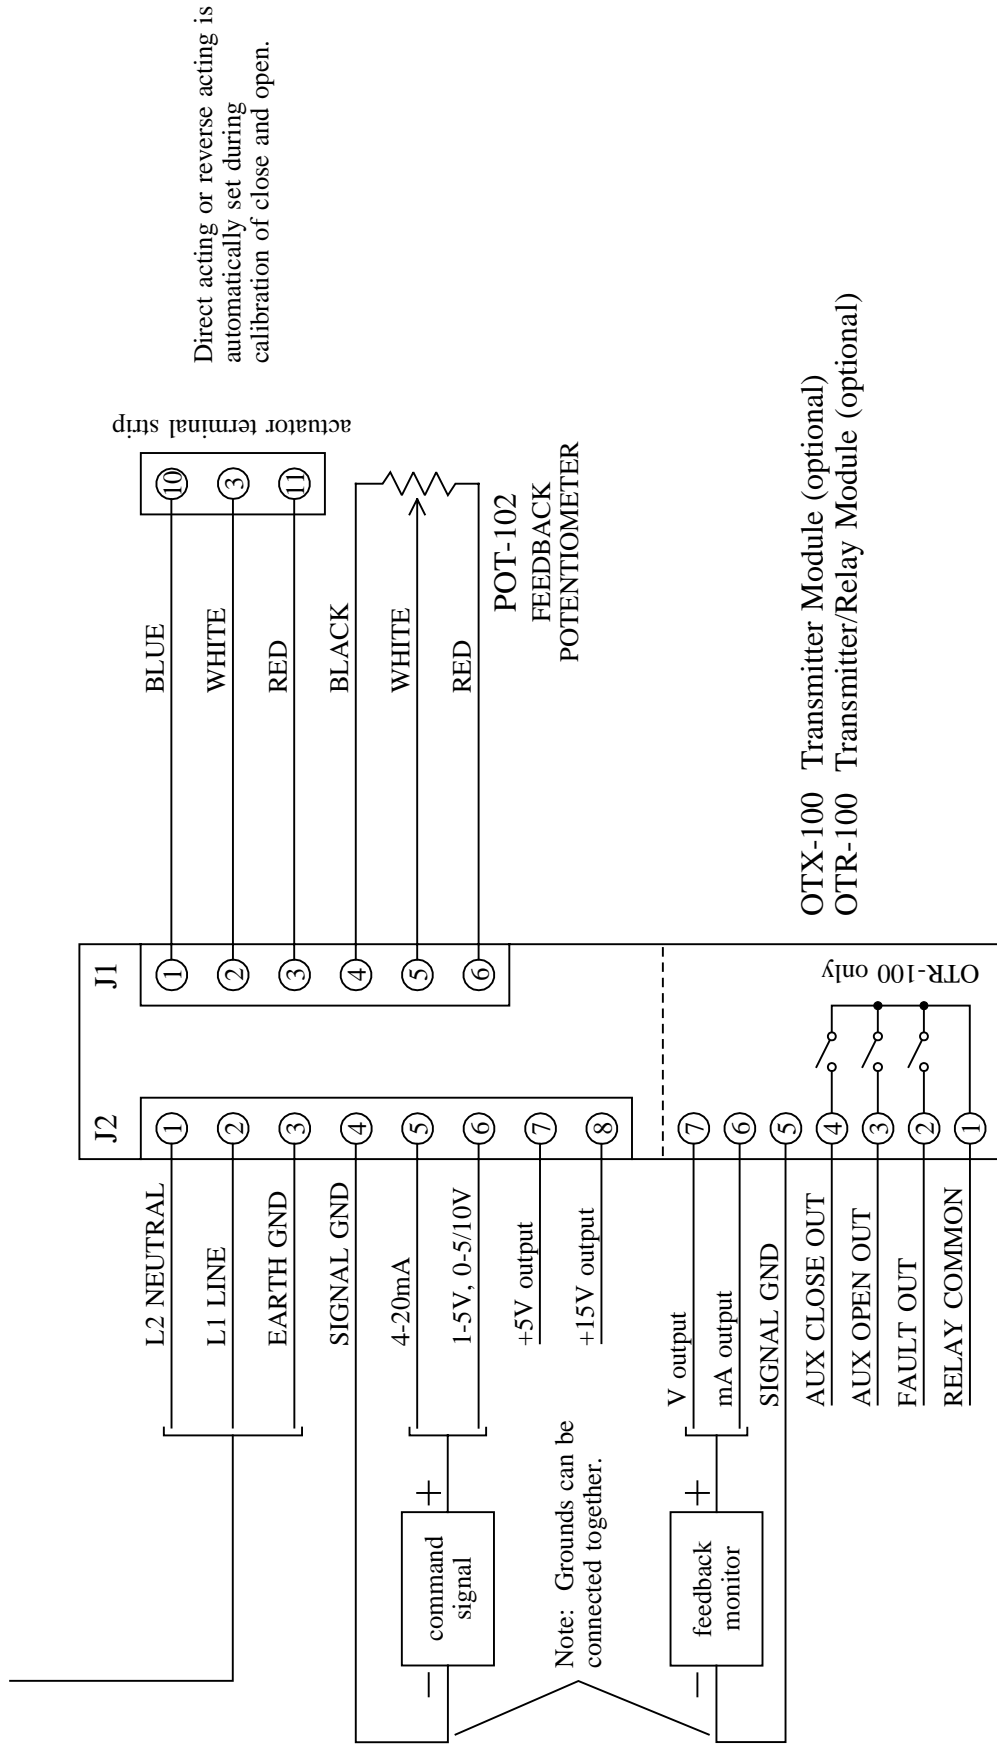 Direct acting or reverse acting is
automatically set during
calibration of close and open.
actuator terminal strip
10
3
11
BLUE
WHITE
RED
BLACK
WHITE
RED
POT-102
FEEDBACK
POTENTIOMETER
J1
1
2
3
4
5
6
J2
1
2
3
4
5
6
7
8
L2 NEUTRAL
L1 LINE
EARTH GND
SIGNAL GND
4-20mA
1-5V, 0-5/10V
+5V output
+15V output
+
command
signal
−
Note: Grounds can be
connected together.
OTX-100 Transmitter Module (optional)
OTR-100 Transmitter/Relay Module (optional)
OTR-100 only
7
6
5
4
3
2
1
V output
mA output
SIGNAL GND
AUX CLOSE OUT
AUX OPEN OUT
FAULT OUT
RELAY COMMON
+
feedback
monitor
−